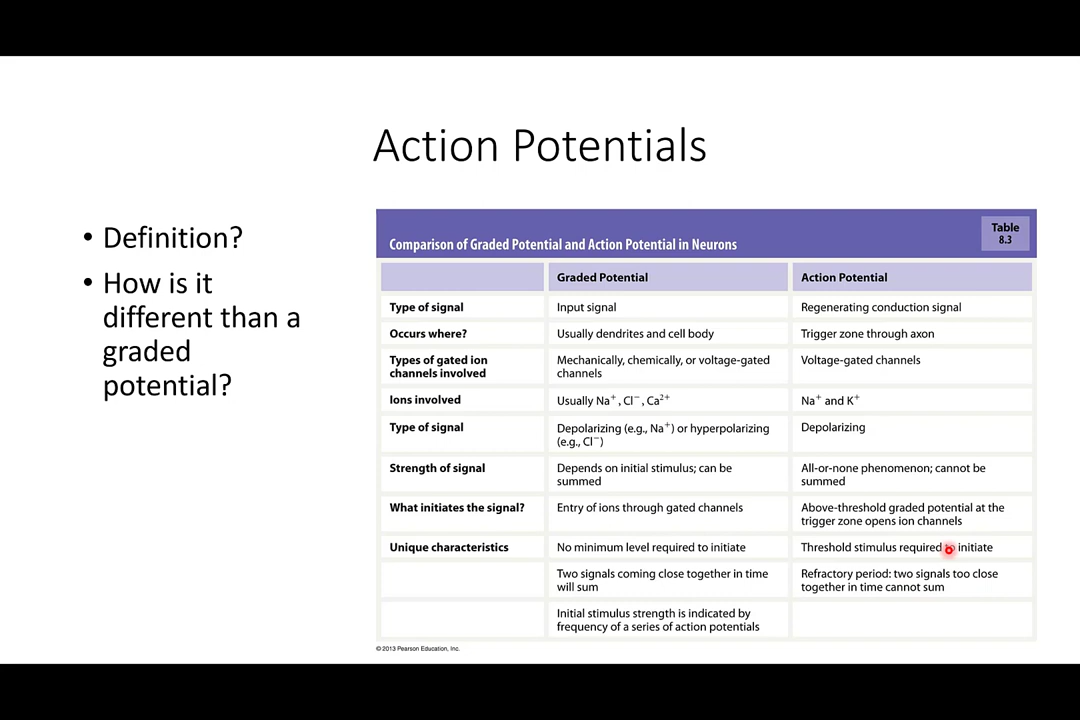 Action Potentials
• Definition?
• How is it
different than a
graded
potential?
Comparison of Graded Potential and Action Potential in Neurons
Table
8.3
Graded Potential
Action Potential
Type of signal
Input signal
Regenerating conduction signal
Occurs where?
Usually dendrites and cell body
Trigger zone through axon
Types of gated ion
channels involved
Mechanically, chemically, or voltage-gated
channels
Voltage-gated channels
Ions involved
Usually Na⁺, Cl⁻, Ca²⁺
Na⁺ and K⁺
Type of signal
Depolarizing (e.g., Na⁺) or hyperpolarizing
(e.g., Cl⁻)
Depolarizing
Strength of signal
Depends on initial stimulus; can be
summed
All-or-none phenomenon; cannot be
summed
What initiates the signal?
Entry of ions through gated channels
Above-threshold graded potential at the
trigger zone opens ion channels
Unique characteristics
No minimum level required to initiate
Threshold stimulus required initiate
Two signals coming close together in time
will sum
Refractory period: two signals too close
together in time cannot sum
Initial stimulus strength is indicated by
frequency of a series of action potentials
© 2013 Pearson Education, Inc.